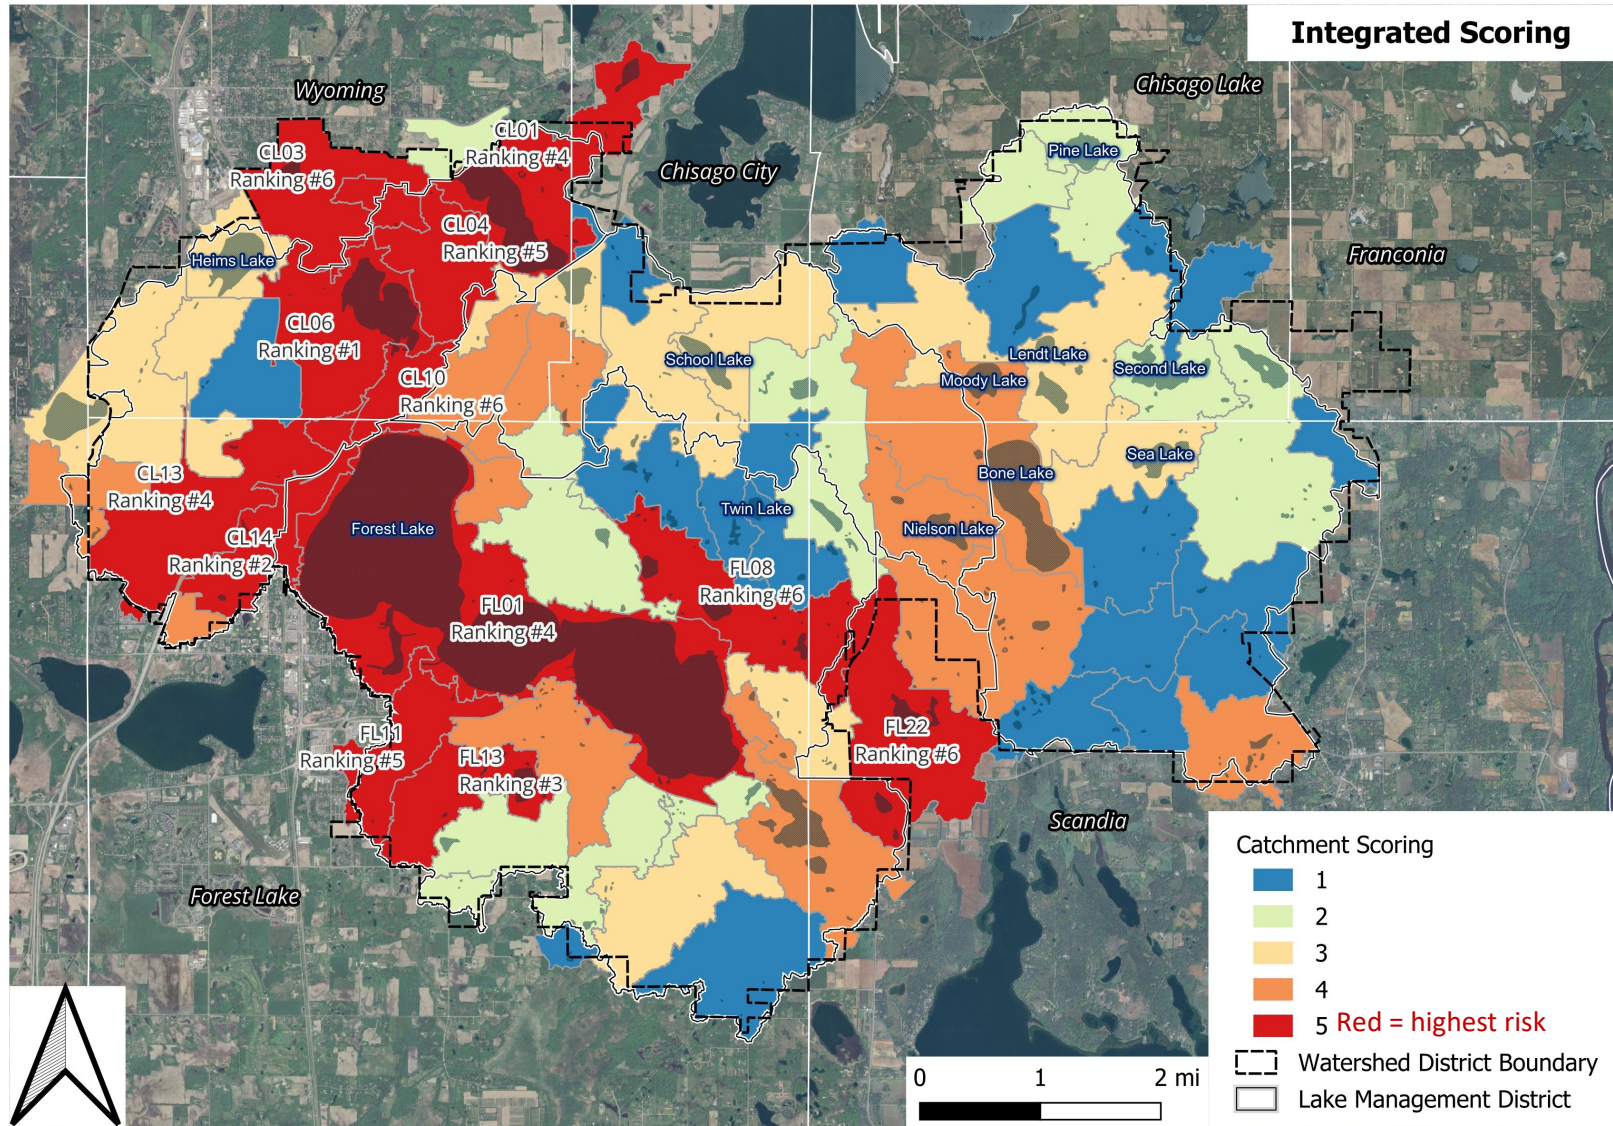 Integrated Scoring
Wyoming
Chisago Lake
CL01
Ranking #4
CL03
Ranking #6
Pine Lake
Chisago City
CL04
Ranking #5
Heims Lake
Franconia
CL06
Ranking #1
School Lake
Lendt Lake
Second Lake
Moody Lake
CL10
Ranking #6
Sea Lake
CL13
Ranking #4
Bone Lake
Twin Lake
Forest Lake
Nielson Lake
CL14
Ranking #2
FL08
Ranking #6
FL01
Ranking #4
FL11
Ranking #5
FL22
Ranking #6
FL13
Ranking #3
Scandia
Forest Lake
Catchment Scoring
1
2
3
4
5 Red = highest risk
Watershed District Boundary
Lake Management District
0 1 2 mi